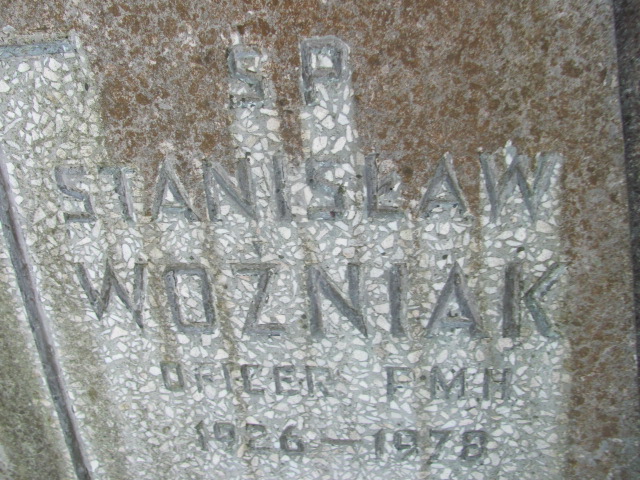 ŚP
STANISŁAW
WOŹNIAK
OFICER P.M.H
1926-1978